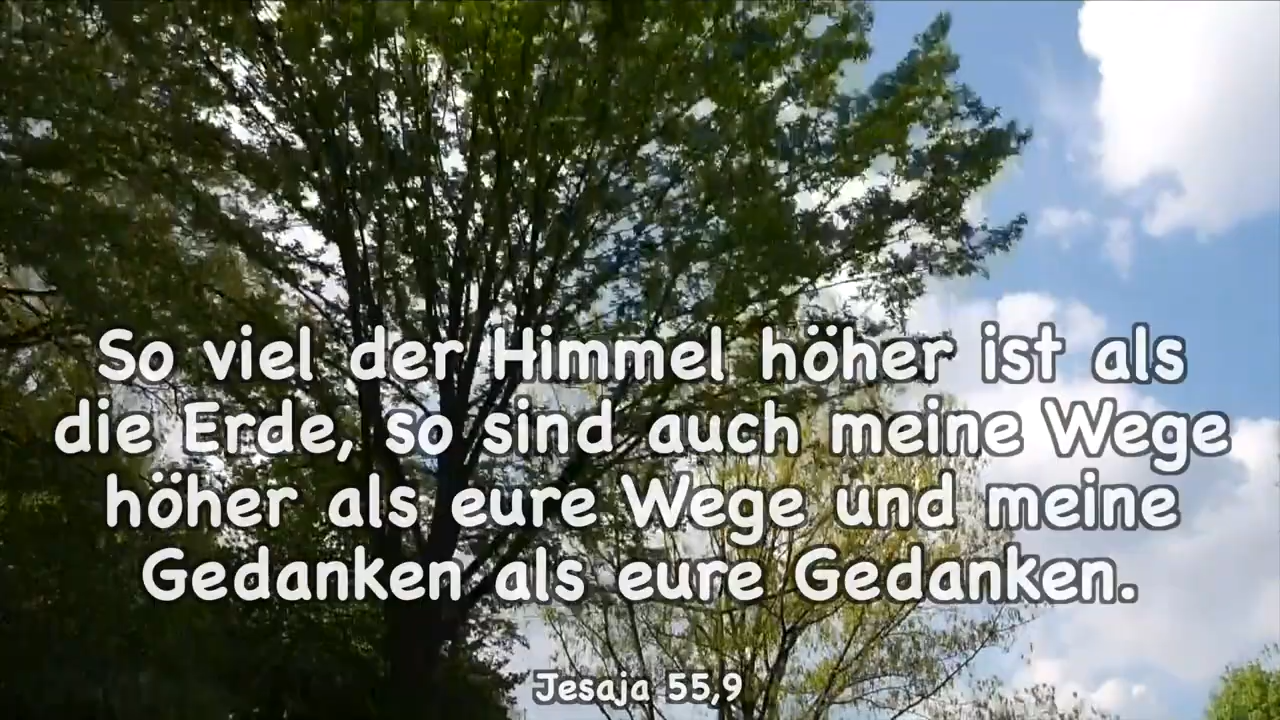 So viel der Himmel höher ist als
die Erde, so sind auch meine Wege
höher als eure Wege und meine
Gedanken als eure Gedanken.
Jesaja 55,9